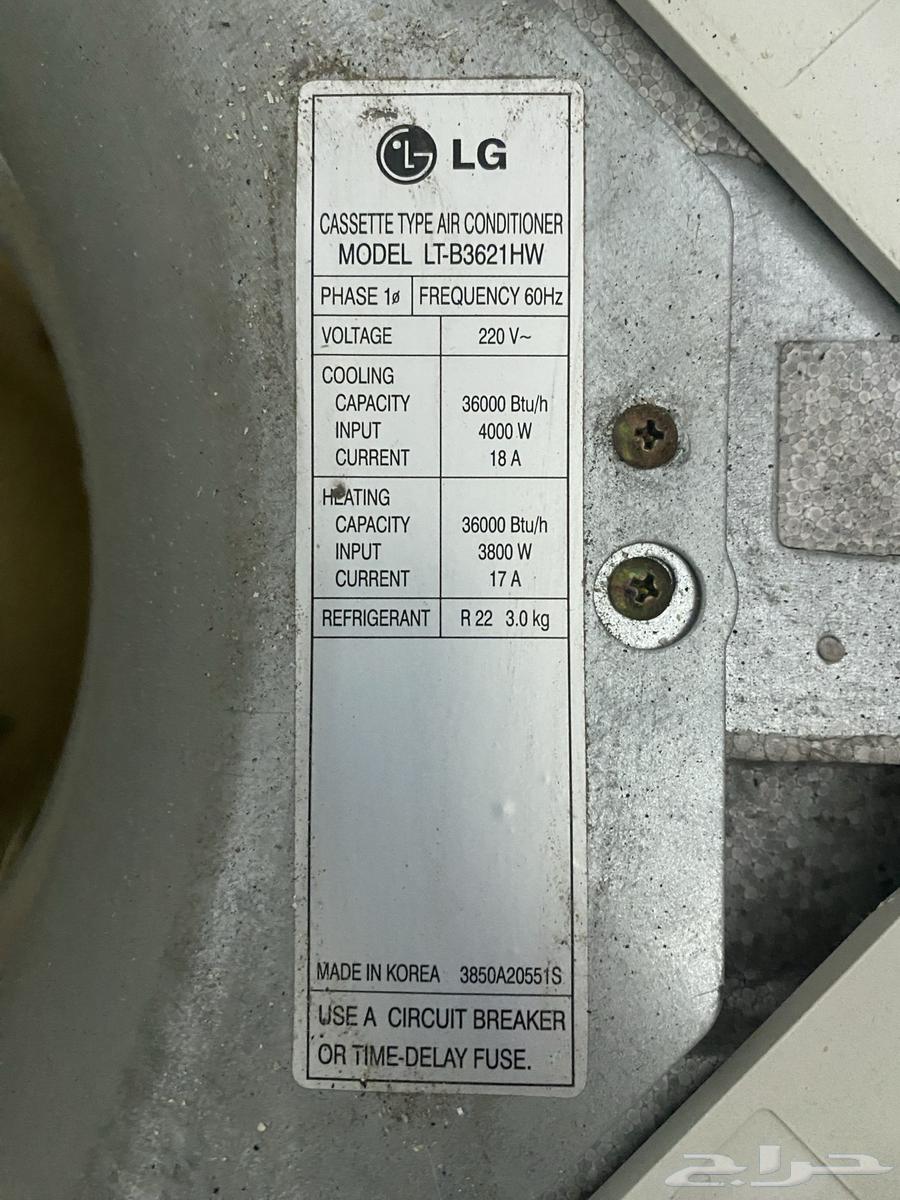 LG
CASSETTE TYPE AIR CONDITIONER
MODEL LT-B3621HW
PHASE 1ø FREQUENCY 60Hz
VOLTAGE 220 V~
COOLING
CAPACITY 36000 Btu/h
INPUT 4000 W
CURRENT 18 A
HEATING
CAPACITY 36000 Btu/h
INPUT 3800 W
CURRENT 17 A
REFRIGERANT R 22 3.0 kg
MADE IN KOREA 3850A20551S
USE A CIRCUIT BREAKER
OR TIME-DELAY FUSE.
حراج